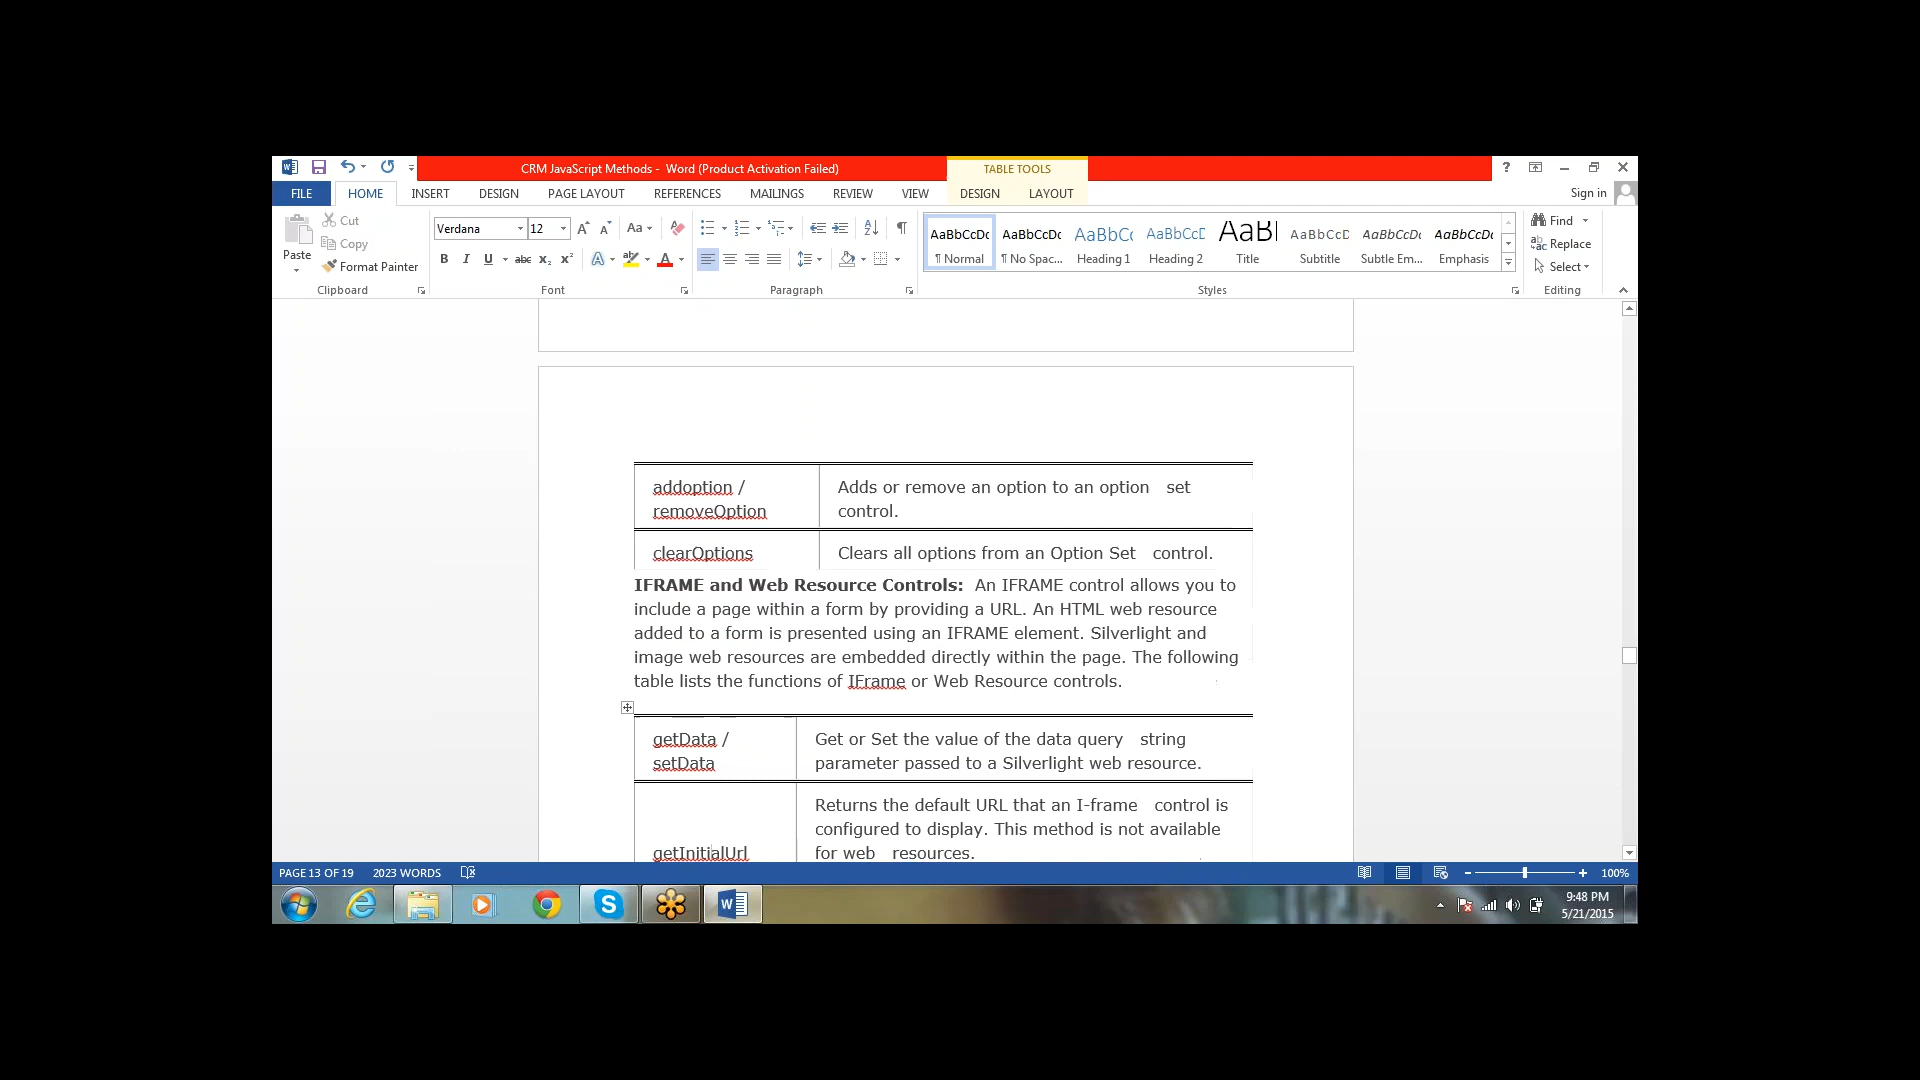 CRM JavaScript Methods - Word (Product Activation Failed)
TABLE TOOLS
FILE HOME INSERT DESIGN PAGE LAYOUT REFERENCES MAILINGS REVIEW VIEW DESIGN LAYOUT Sign in
Paste
Cut
Copy
Format Painter
Clipboard
Verdana 12
Font
Paragraph
AaBbCcDc ¶ Normal
AaBbCcDc ¶ No Spac...
AaBbCc Heading 1
AaBbCcD Heading 2
AaBl Title
AaBbCcD Subtitle
AaBbCcDc Subtle Em...
AaBbCcDc Emphasis
Styles
Find
Replace
Select
Editing
addoption /
removeOption
Adds or remove an option to an option set
control.
clearOptions
Clears all options from an Option Set control.
IFRAME and Web Resource Controls: An IFRAME control allows you to
include a page within a form by providing a URL. An HTML web resource
added to a form is presented using an IFRAME element. Silverlight and
image web resources are embedded directly within the page. The following
table lists the functions of IFrame or Web Resource controls.
getData /
setData
Get or Set the value of the data query string
parameter passed to a Silverlight web resource.
getInitialUrl
Returns the default URL that an I-frame control is
configured to display. This method is not available
for web resources.
PAGE 13 OF 19 2023 WORDS 100%
9:48 PM
5/21/2015